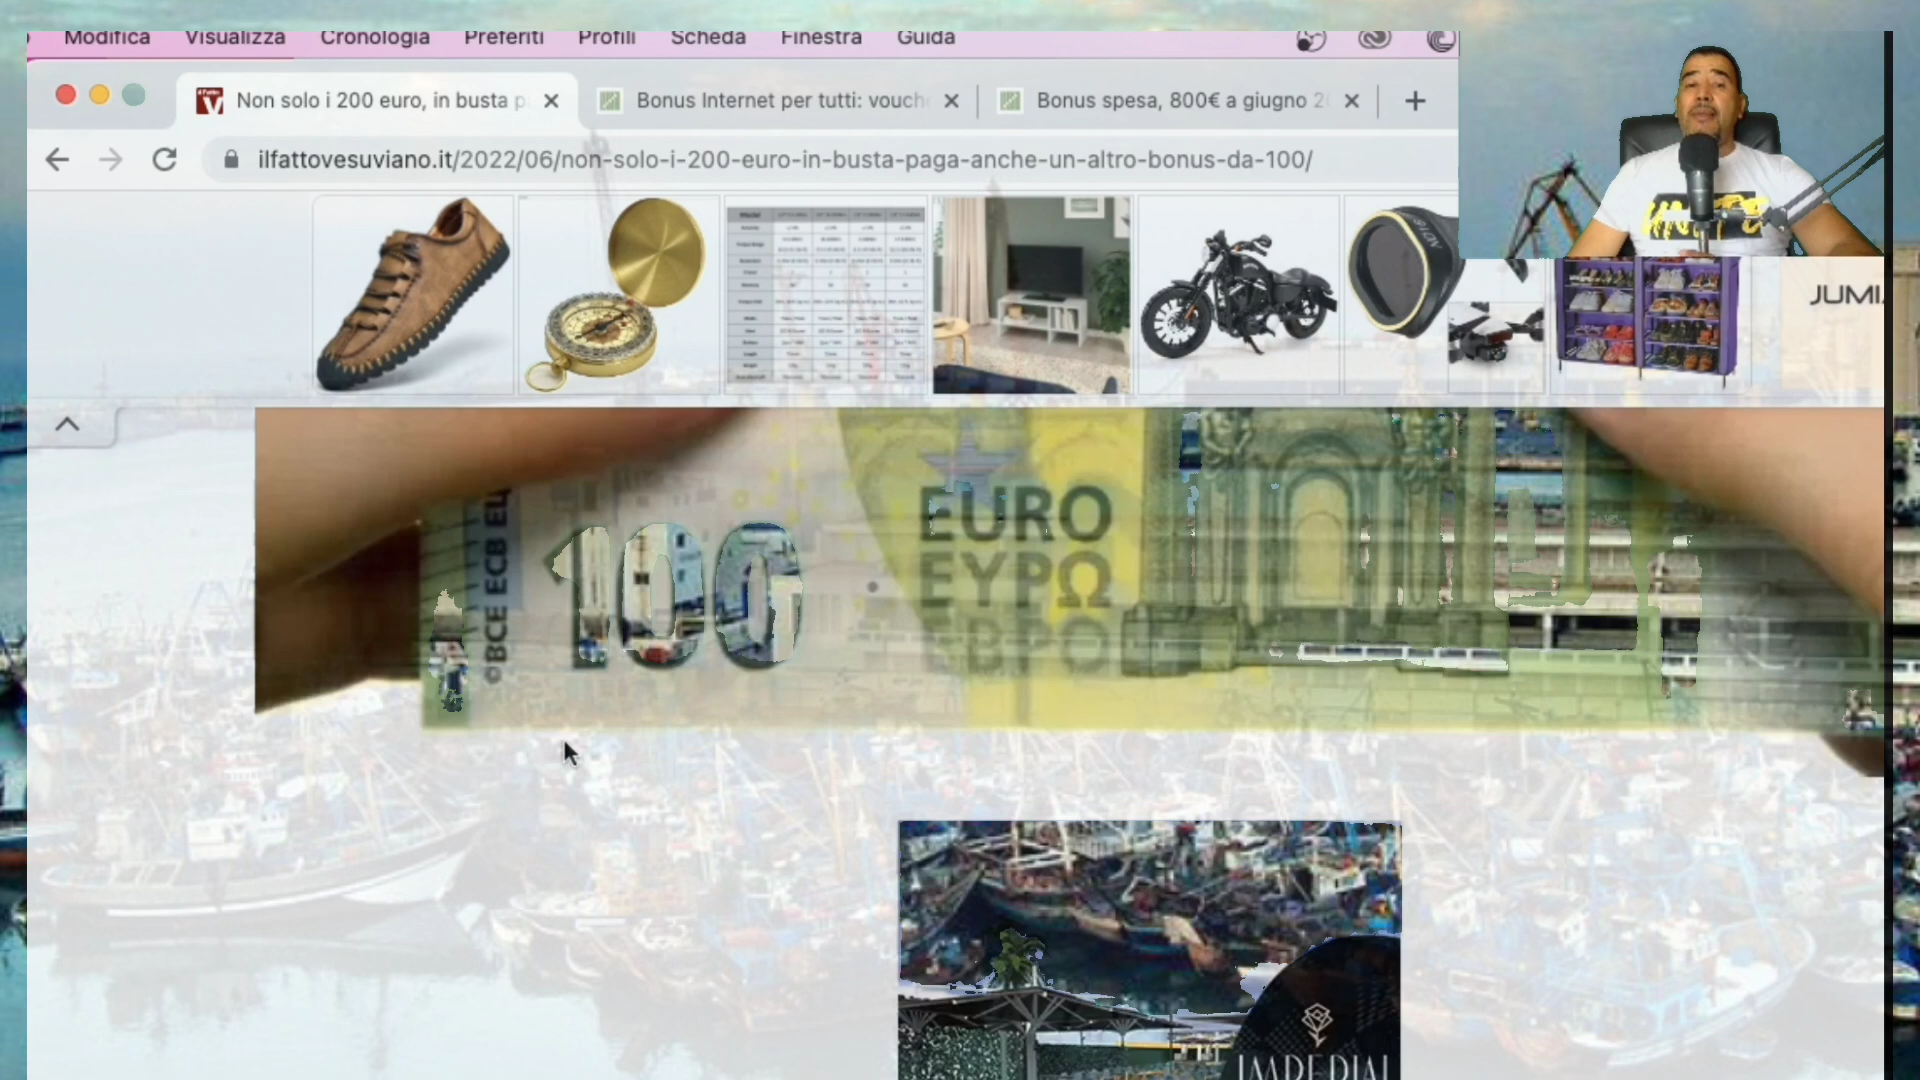 Modifica Visualizza Cronologia Preferiti Profili Scheda Finestra Guida
Non solo i 200 euro, in busta p
Bonus Internet per tutti: vouch
Bonus spesa, 800€ a giugno 2
ilfattovesuviano.it/2022/06/non-solo-i-200-euro-in-busta-paga-anche-un-altro-bonus-da-100/
JUMI
©BCE ECB
100
EURO
ΕΥΡΩ
ЕВРО
IMPERIAL